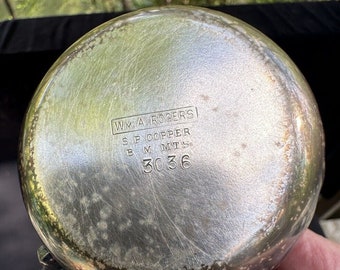 WM. A. ROGERS
S P COPPER
B M MTS
3036